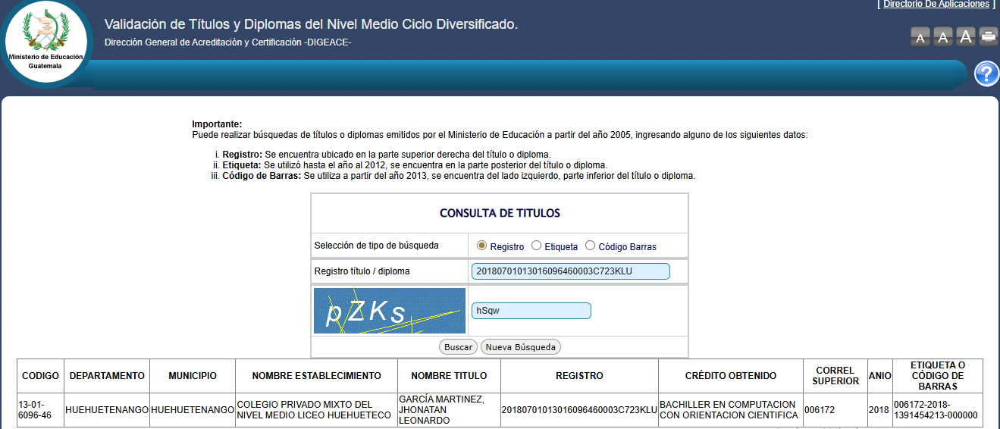 [ Directorio De Aplicaciones ]
Validación de Títulos y Diplomas del Nivel Medio Ciclo Diversificado.
Dirección General de Acreditación y Certificación -DIGEACE-
A A A
Ministerio de Educación
Guatemala
?
Importante:
Puede realizar búsquedas de títulos o diplomas emitidos por el Ministerio de Educación a partir del año 2005, ingresando alguno de los siguientes datos:
i. Registro: Se encuentra ubicado en la parte superior derecha del título o diploma.
ii. Etiqueta: Se utilizó hasta el año al 2012, se encuentra en la parte posterior del título o diploma.
iii. Código de Barras: Se utiliza a partir del año 2013, se encuentra del lado izquierdo, parte inferior del título o diploma.
CONSULTA DE TITULOS
Selección de tipo de búsqueda Registro Etiqueta Código Barras
Registro título / diploma 20180701013016096460003C723KLU
pZKs hSqw
Buscar Nueva Búsqueda
CODIGO DEPARTAMENTO MUNICIPIO NOMBRE ESTABLECIMIENTO NOMBRE TITULO REGISTRO CRÉDITO OBTENIDO CORREL SUPERIOR ANIO ETIQUETA O CÓDIGO DE BARRAS
13-01-6096-46 HUEHUETENANGO HUEHUETENANGO COLEGIO PRIVADO MIXTO DEL NIVEL MEDIO LICEO HUEHUETECO GARCÍA MARTINEZ, JHONATAN LEONARDO 20180701013016096460003C723KLU BACHILLER EN COMPUTACION CON ORIENTACION CIENTIFICA 006172 2018 006172-2018-1391454213-000000